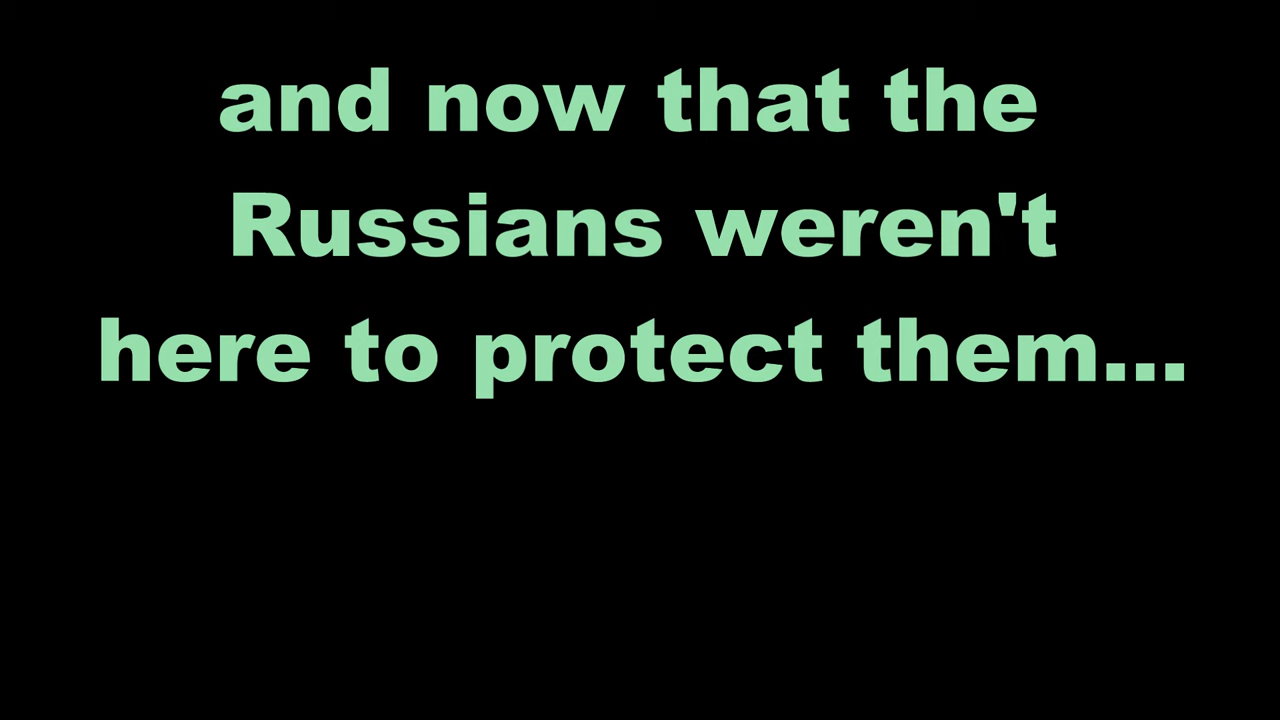 and now that the
Russians weren't
here to protect them...